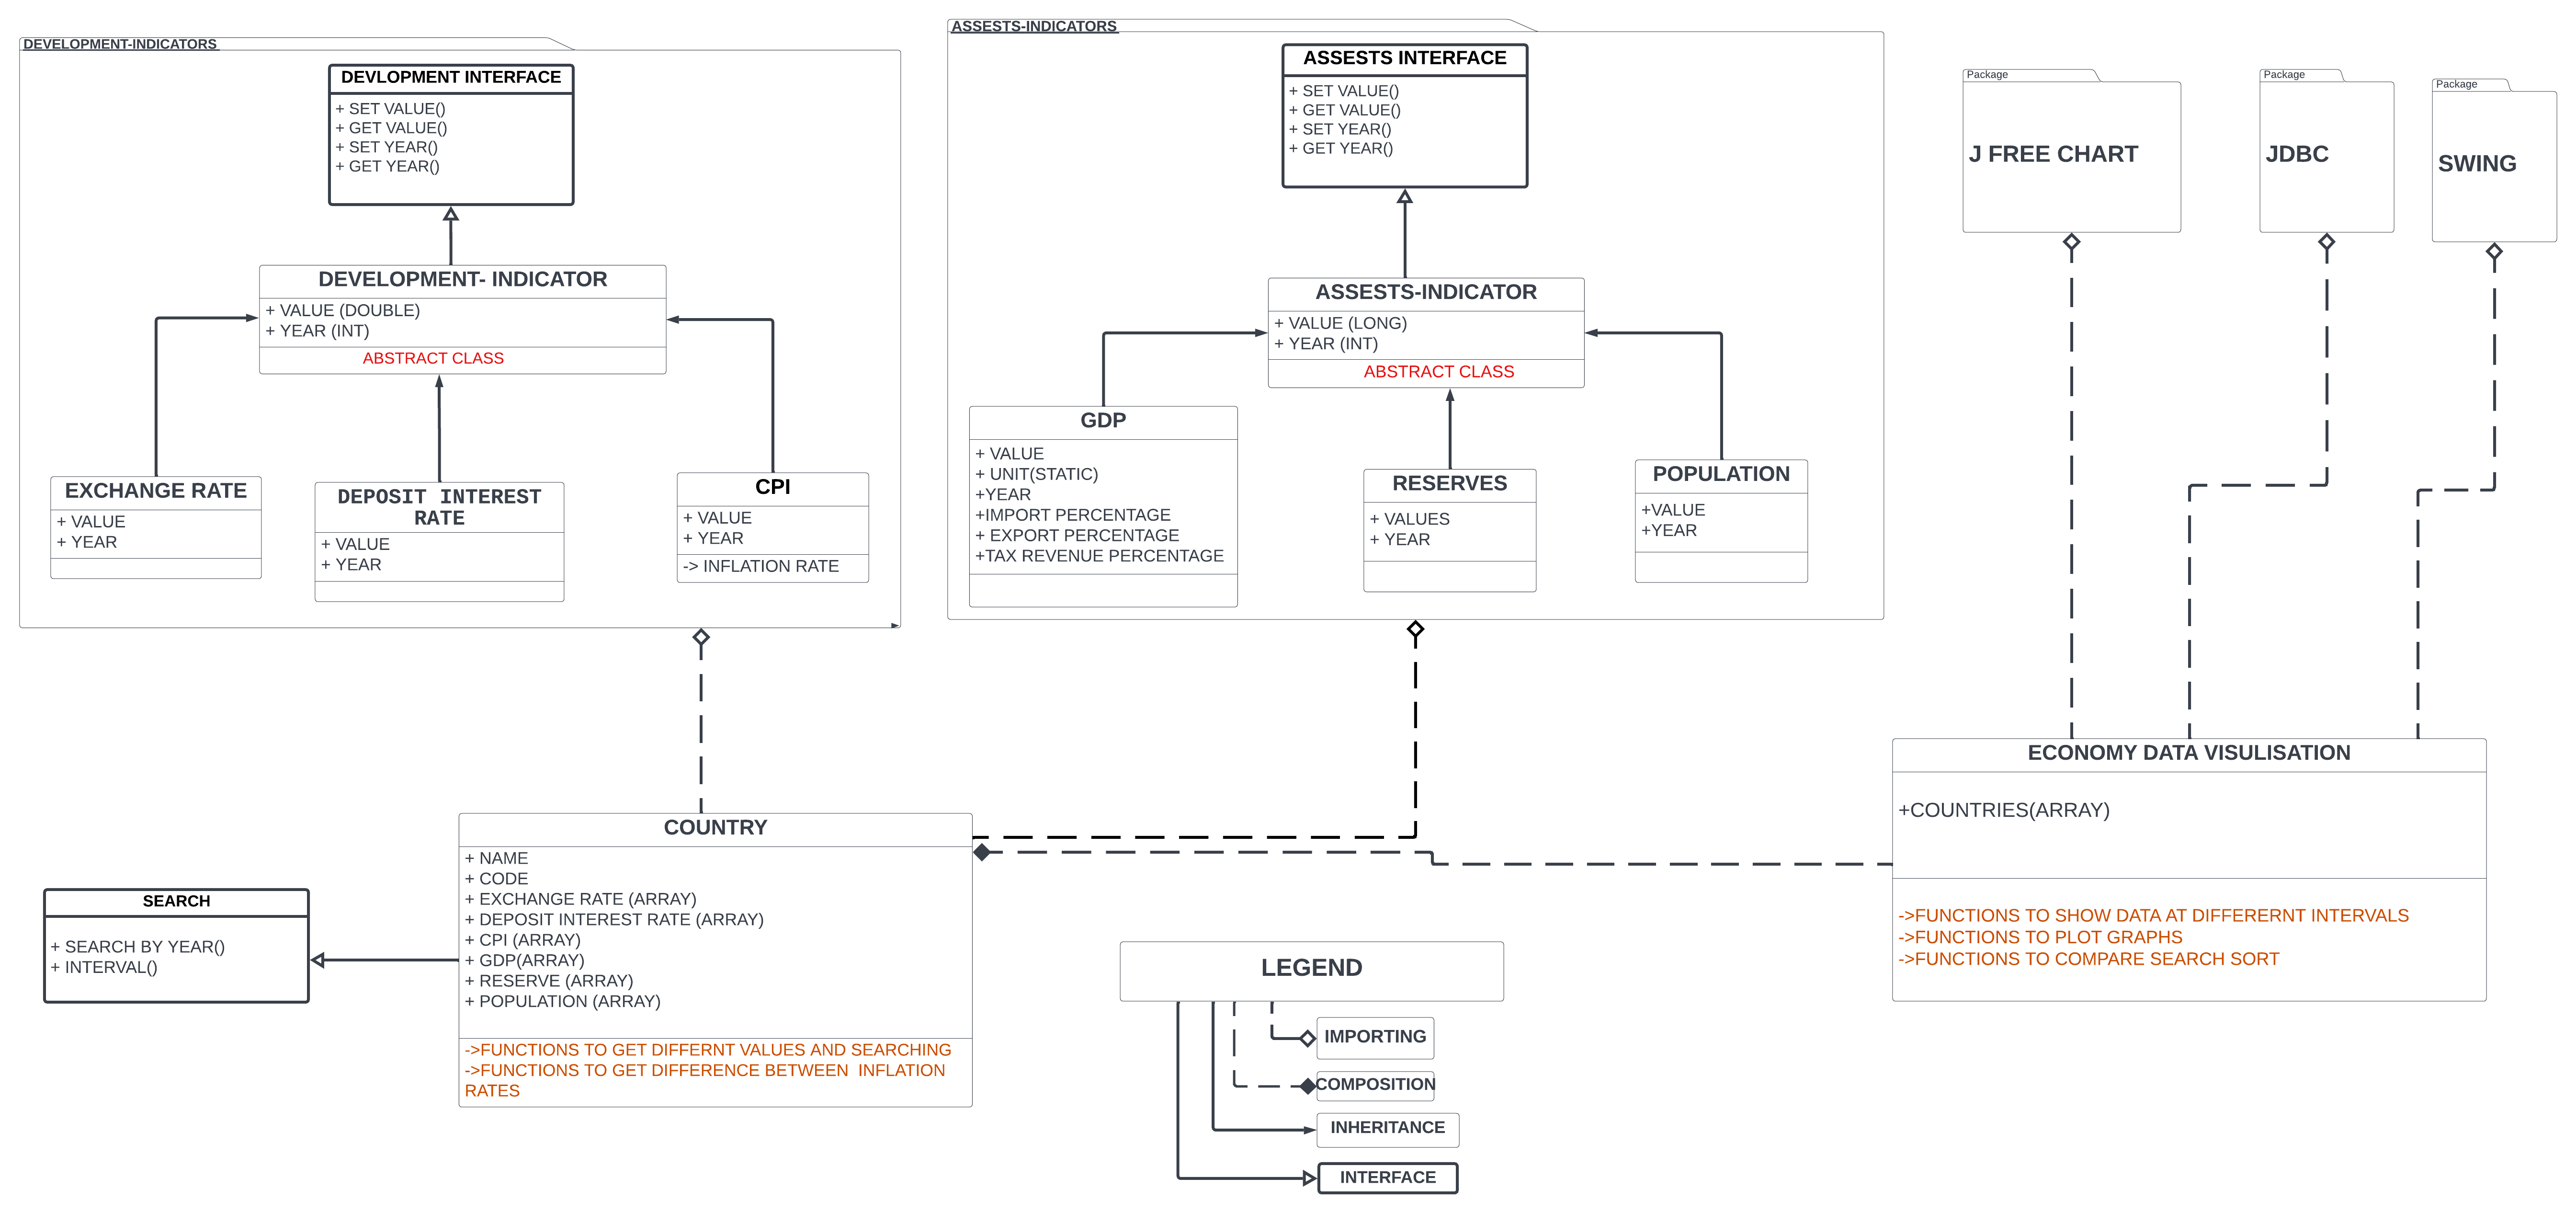 DEVELOPMENT-INDICATORS
DEVLOPMENT INTERFACE
+ SET VALUE()
+ GET VALUE()
+ SET YEAR()
+ GET YEAR()
DEVELOPMENT- INDICATOR
+ VALUE (DOUBLE)
+ YEAR (INT)
ABSTRACT CLASS
EXCHANGE RATE
+ VALUE
+ YEAR
DEPOSIT INTEREST
RATE
+ VALUE
+ YEAR
CPI
+ VALUE
+ YEAR
-> INFLATION RATE
ASSESTS-INDICATORS
ASSESTS INTERFACE
+ SET VALUE()
+ GET VALUE()
+ SET YEAR()
+ GET YEAR()
ASSESTS-INDICATOR
+ VALUE (LONG)
+ YEAR (INT)
ABSTRACT CLASS
GDP
+ VALUE
+ UNIT(STATIC)
+YEAR
+IMPORT PERCENTAGE
+ EXPORT PERCENTAGE
+TAX REVENUE PERCENTAGE
RESERVES
+ VALUES
+ YEAR
POPULATION
+VALUE
+YEAR
Package
J FREE CHART
Package
JDBC
Package
SWING
SEARCH
+ SEARCH BY YEAR()
+ INTERVAL()
COUNTRY
+ NAME
+ CODE
+ EXCHANGE RATE (ARRAY)
+ DEPOSIT INTEREST RATE (ARRAY)
+ CPI (ARRAY)
+ GDP(ARRAY)
+ RESERVE (ARRAY)
+ POPULATION (ARRAY)
->FUNCTIONS TO GET DIFFERNT VALUES AND SEARCHING
->FUNCTIONS TO GET DIFFERENCE BETWEEN  INFLATION
RATES
ECONOMY DATA VISULISATION
+COUNTRIES(ARRAY)
->FUNCTIONS TO SHOW DATA AT DIFFERERNT INTERVALS
->FUNCTIONS TO PLOT GRAPHS
->FUNCTIONS TO COMPARE SEARCH SORT
LEGEND
IMPORTING
COMPOSITION
INHERITANCE
INTERFACE